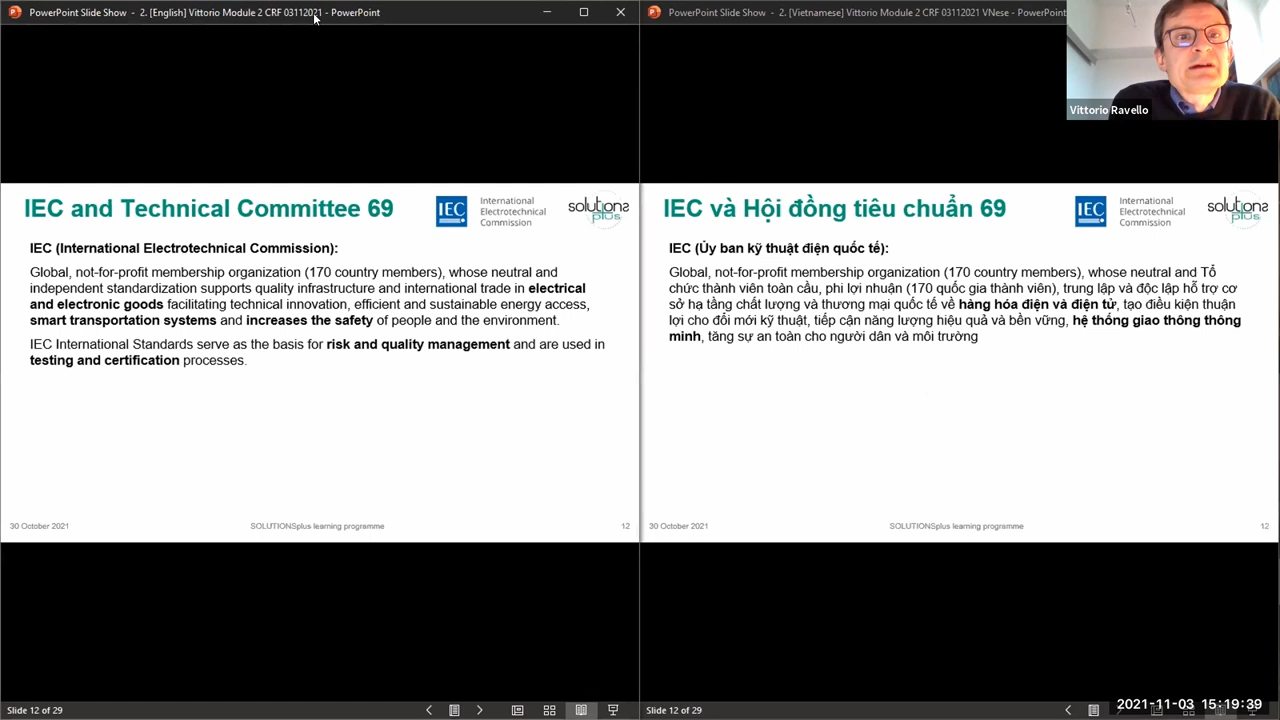 PowerPoint Slide Show - 2. [English] Vittorio Module 2 CRF 03112021 - PowerPoint
PowerPoint Slide Show - 2. [Vietnamese] Vittorio Module 2 CRF 03112021 VNese - PowerPoint
Vittorio Ravello
IEC and Technical Committee 69
IEC
International
Electrotechnical
Commission
solutions
plus
IEC (International Electrotechnical Commission):
Global, not-for-profit membership organization (170 country members), whose neutral and
independent standardization supports quality infrastructure and international trade in electrical
and electronic goods facilitating technical innovation, efficient and sustainable energy access,
smart transportation systems and increases the safety of people and the environment.
IEC International Standards serve as the basis for risk and quality management and are used in
testing and certification processes.
30 October 2021
SOLUTIONSplus learning programme
12
IEC và Hội đồng tiêu chuẩn 69
IEC
International
Electrotechnical
Commission
solutions
plus
IEC (Ủy ban kỹ thuật điện quốc tế):
Global, not-for-profit membership organization (170 country members), whose neutral and Tổ
chức thành viên toàn cầu, phi lợi nhuận (170 quốc gia thành viên), trung lập và độc lập hỗ trợ cơ
sở hạ tầng chất lượng và thương mại quốc tế về hàng hóa điện và điện tử, tạo điều kiện thuận
lợi cho đổi mới kỹ thuật, tiếp cận năng lượng hiệu quả và bền vững, hệ thống giao thông thông
minh, tăng sự an toàn cho người dân và môi trường
30 October 2021
SOLUTIONSplus learning programme
12
Slide 12 of 29
Slide 12 of 29
2021-11-03 15:19:39